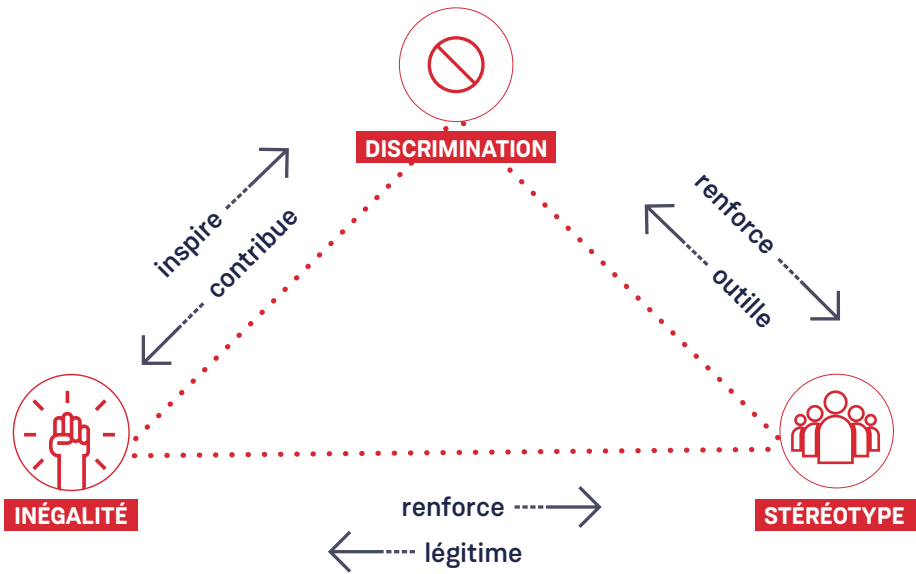 DISCRIMINATION
inspire
contribue
renforce
outille
INÉGALITÉ
STÉRÉOTYPE
renforce
légitime